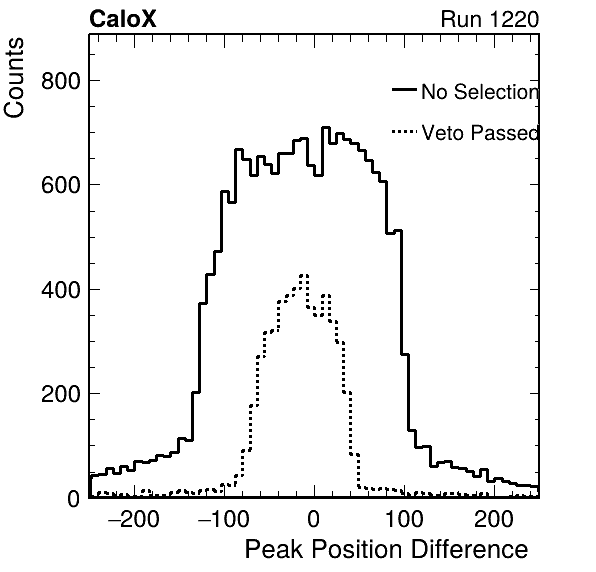 CaloX Run 1220
Counts
800
600
400
200
0
No Selection
Veto Passed
−200 −100 0 100 200
Peak Position Difference